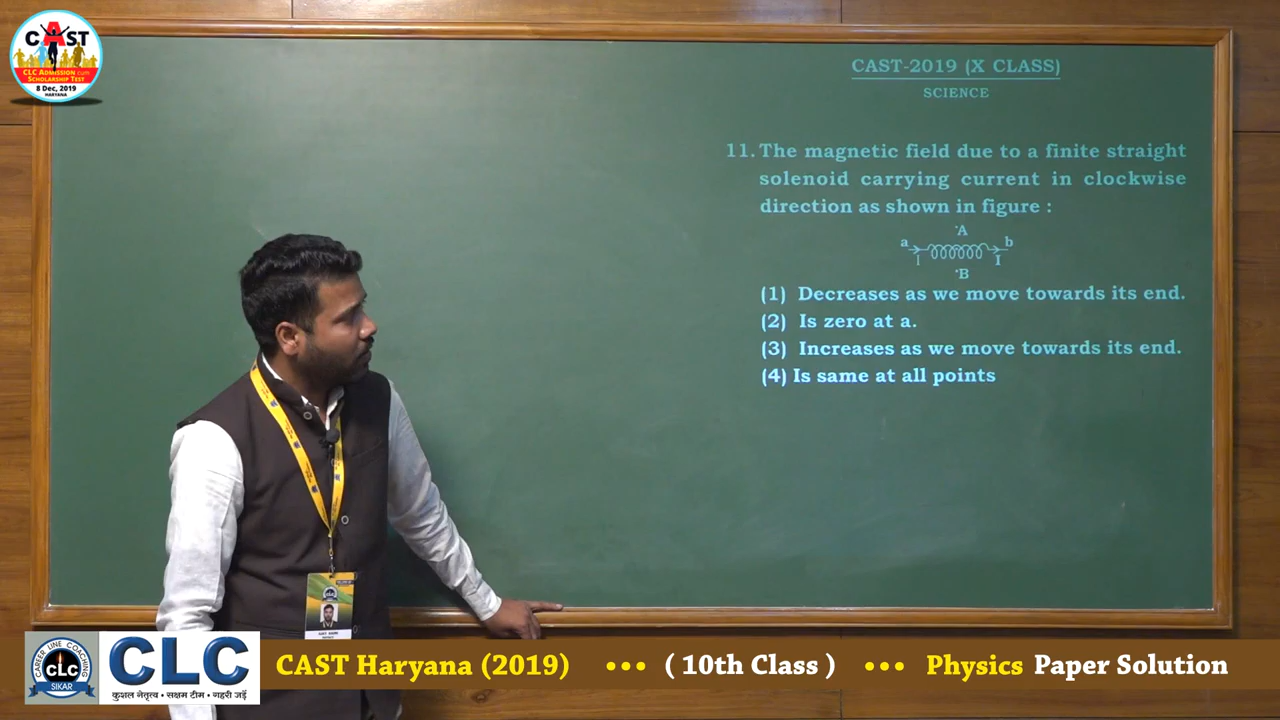 CAST
CLC Admission cum
Scholarship Test
8 Dec, 2019
HARYANA
CAST-2019 (X CLASS)
SCIENCE
11. The magnetic field due to a finite straight
solenoid carrying current in clockwise
direction as shown in figure :
A
a b
I I
B
(1) Decreases as we move towards its end.
(2) Is zero at a.
(3) Increases as we move towards its end.
(4) Is same at all points
CAREER LINE COACHING
CLC
SIKAR
CLC
कुशल नेतृत्व • सक्षम टीम • गहरी जड़ें
CAST Haryana (2019) ••• ( 10th Class ) ••• Physics Paper Solution